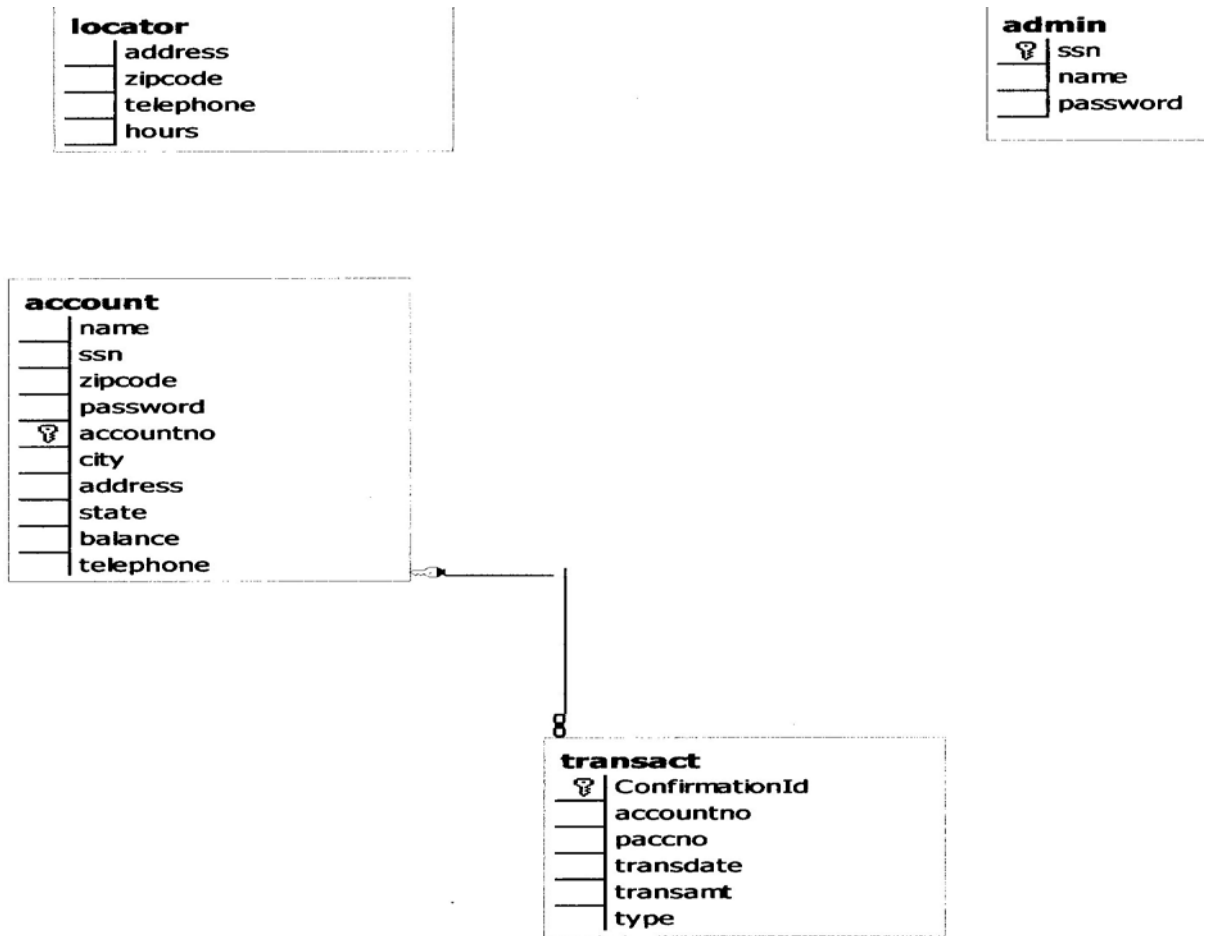 locator
address
zipcode
telephone
hours
admin
ssn
name
password
account
name
ssn
zipcode
password
accountno
city
address
state
balance
telephone
transact
ConfirmationId
accountno
paccno
transdate
transamt
type